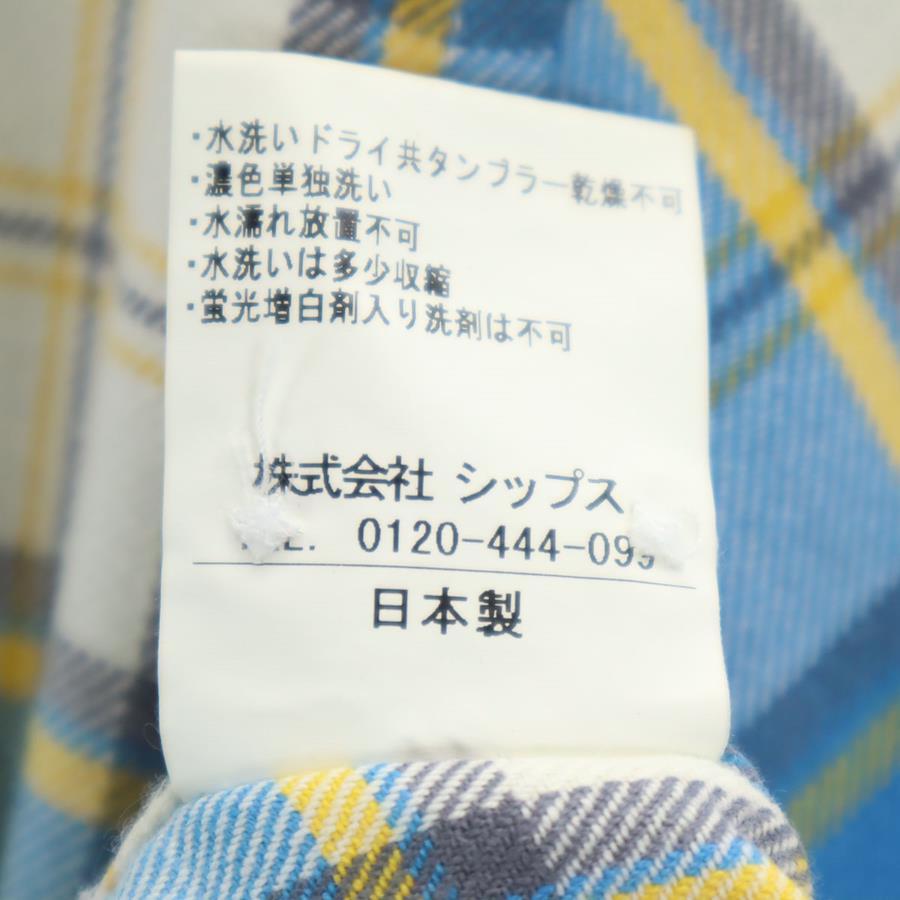 ・水洗いドライ共タンブラー乾燥不可
・濃色単独洗い
・水濡れ放置不可
・水洗いは多少収縮
・蛍光増白剤入り洗剤は不可
株式会社 シップス
TEL. 0120-444-099
日本製